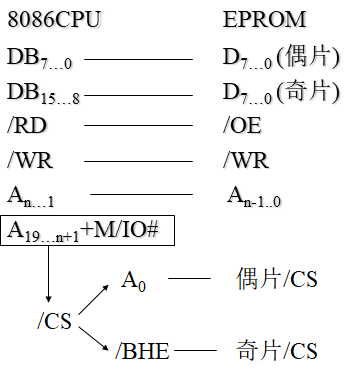 8086CPU EPROM
DB7…0 D7…0 (偶片)
DB15…8 D7…0 (奇片)
/RD /OE
/WR /WR
An…1 An-1..0
A19…n+1+M/IO#
A0 偶片/CS
/CS
/BHE 奇片/CS